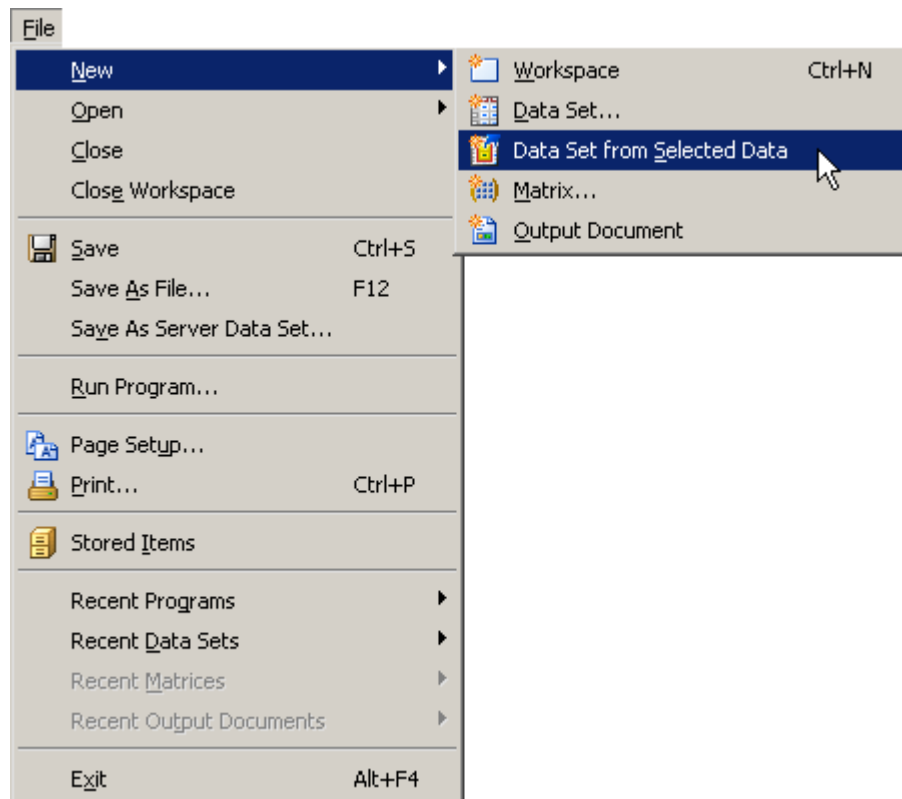 File
New
Open
Close
Close Workspace
Save Ctrl+S
Save As File... F12
Save As Server Data Set...
Run Program...
Page Setup...
Print... Ctrl+P
Stored Items
Recent Programs
Recent Data Sets
Recent Matrices
Recent Output Documents
Exit Alt+F4
Workspace Ctrl+N
Data Set...
Data Set from Selected Data
Matrix...
Output Document